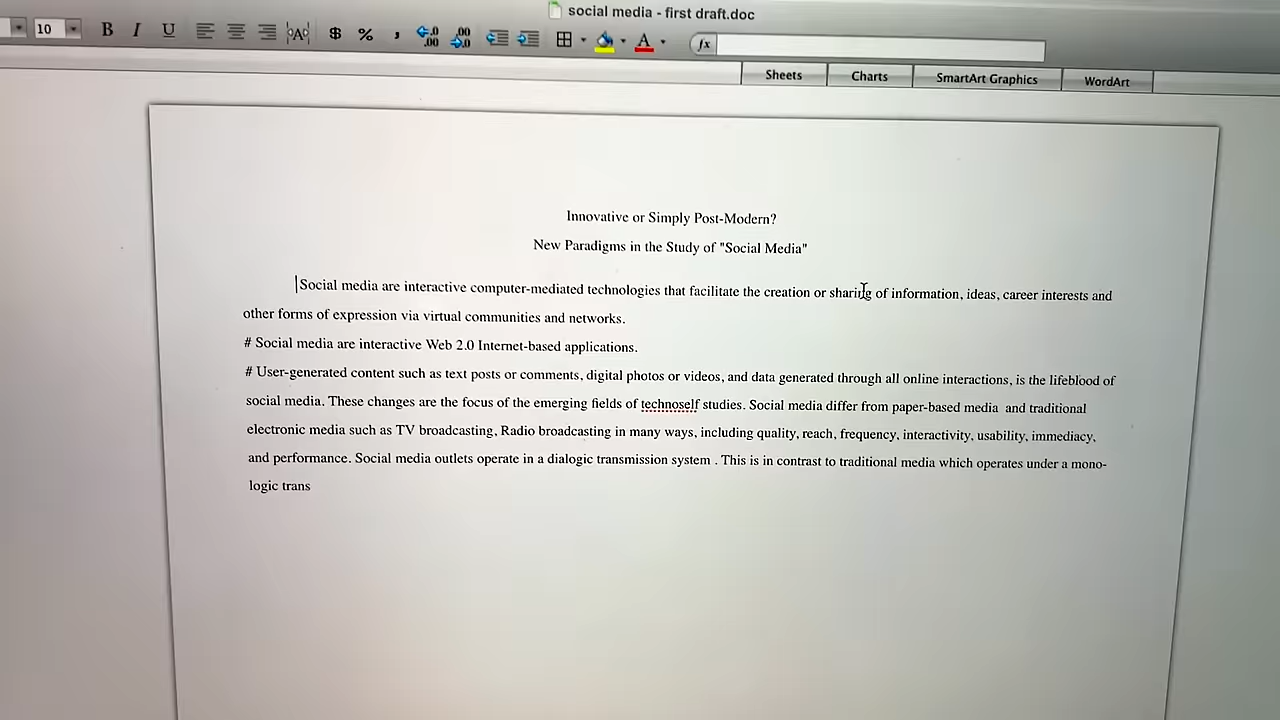 social media - first draft.doc
10 B I U A $ % , .0 .00 .00 .0 A fx
Sheets Charts SmartArt Graphics WordArt
Innovative or Simply Post-Modern?
New Paradigms in the Study of "Social Media"
Social media are interactive computer-mediated technologies that facilitate the creation or sharing of information, ideas, career interests and
other forms of expression via virtual communities and networks.
# Social media are interactive Web 2.0 Internet-based applications.
# User-generated content such as text posts or comments, digital photos or videos, and data generated through all online interactions, is the lifeblood of
social media. These changes are the focus of the emerging fields of technoself studies. Social media differ from paper-based media  and traditional
electronic media such as TV broadcasting, Radio broadcasting in many ways, including quality, reach, frequency, interactivity, usability, immediacy,
and performance. Social media outlets operate in a dialogic transmission system . This is in contrast to traditional media which operates under a mono-
logic trans